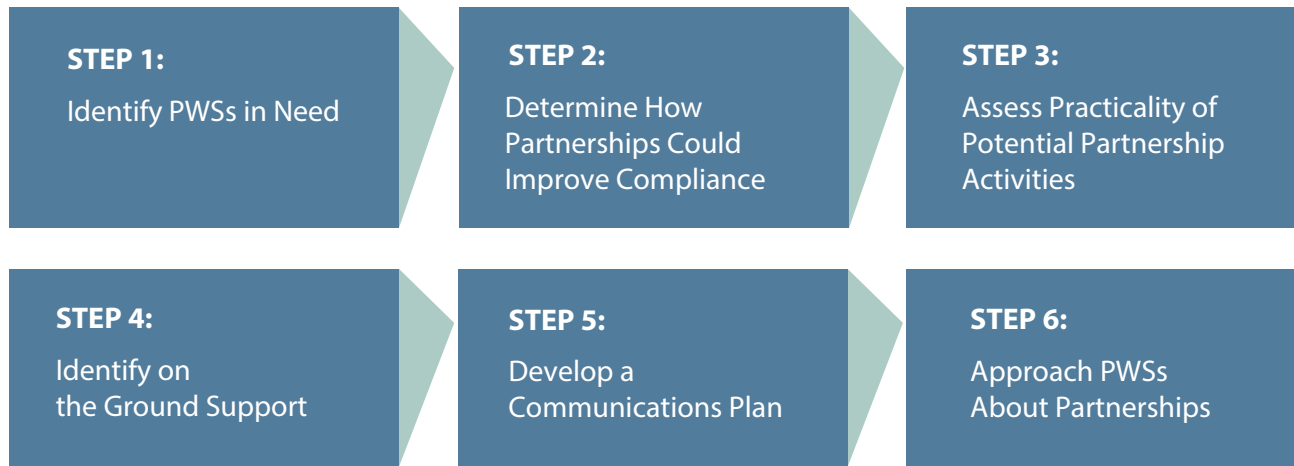 STEP 1:
Identify PWSs in Need
STEP 2:
Determine How
Partnerships Could
Improve Compliance
STEP 3:
Assess Practicality of
Potential Partnership
Activities
STEP 4:
Identify on
the Ground Support
STEP 5:
Develop a
Communications Plan
STEP 6:
Approach PWSs
About Partnerships